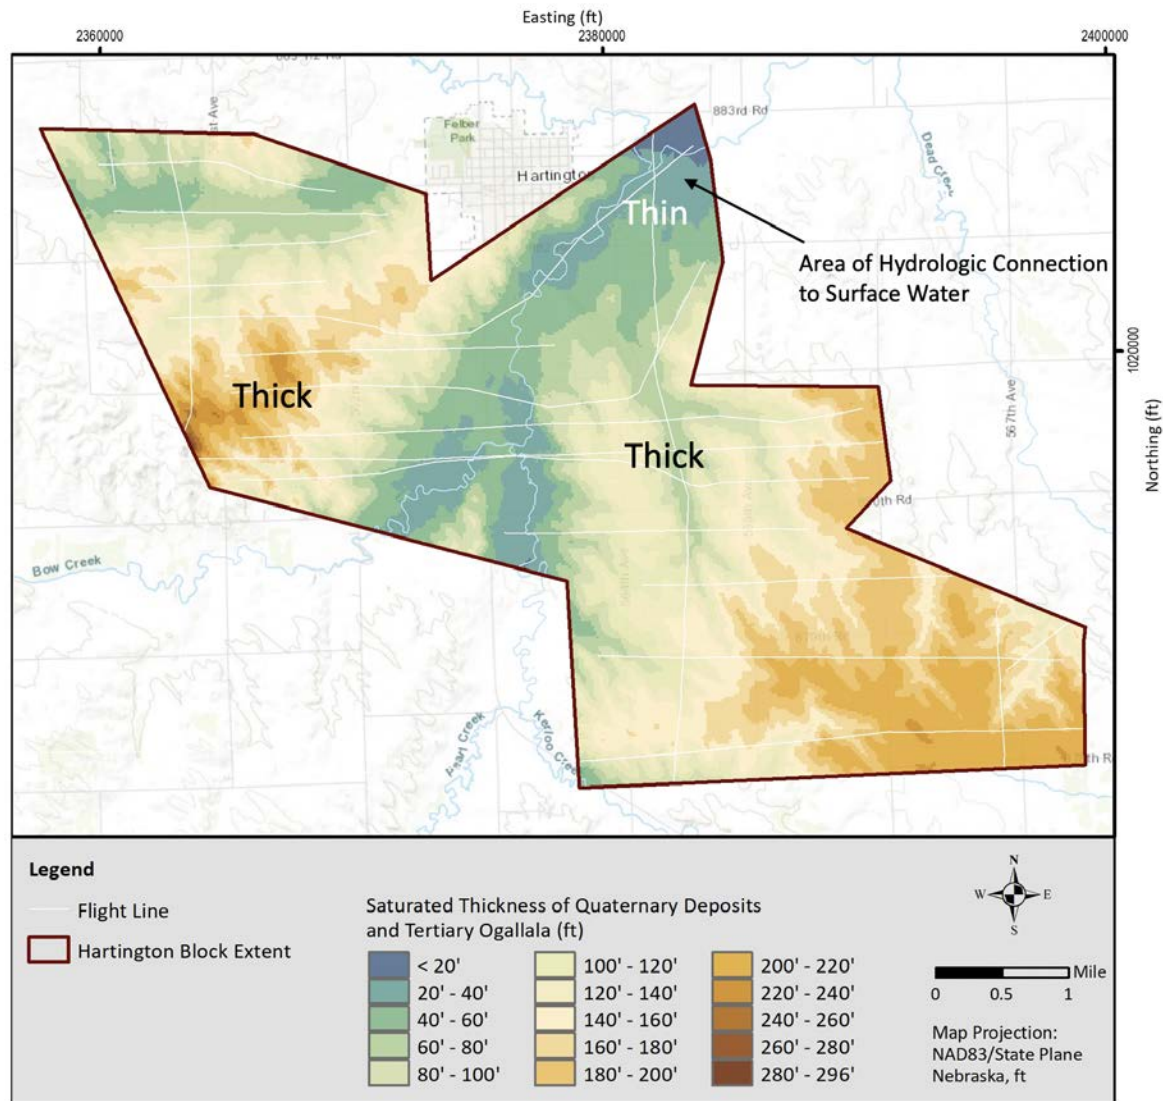 Easting (ft)
2360000
2380000
2400000
883rd Rd
Felber
Park
Hartington
Dead Creek
Thin
Area of Hydrologic Connection
to Surface Water
1020000
Northing (ft)
Thick
Thick
567th Ave
Bow Creek
Pearl Creek
Kerloo Creek
Legend
Flight Line
Hartington Block Extent
Saturated Thickness of Quaternary Deposits
and Tertiary Ogallala (ft)
< 20'
20' - 40'
40' - 60'
60' - 80'
80' - 100'
100' - 120'
120' - 140'
140' - 160'
160' - 180'
180' - 200'
200' - 220'
220' - 240'
240' - 260'
260' - 280'
280' - 296'
N
W E
S
Mile
0 0.5 1
Map Projection:
NAD83/State Plane
Nebraska, ft